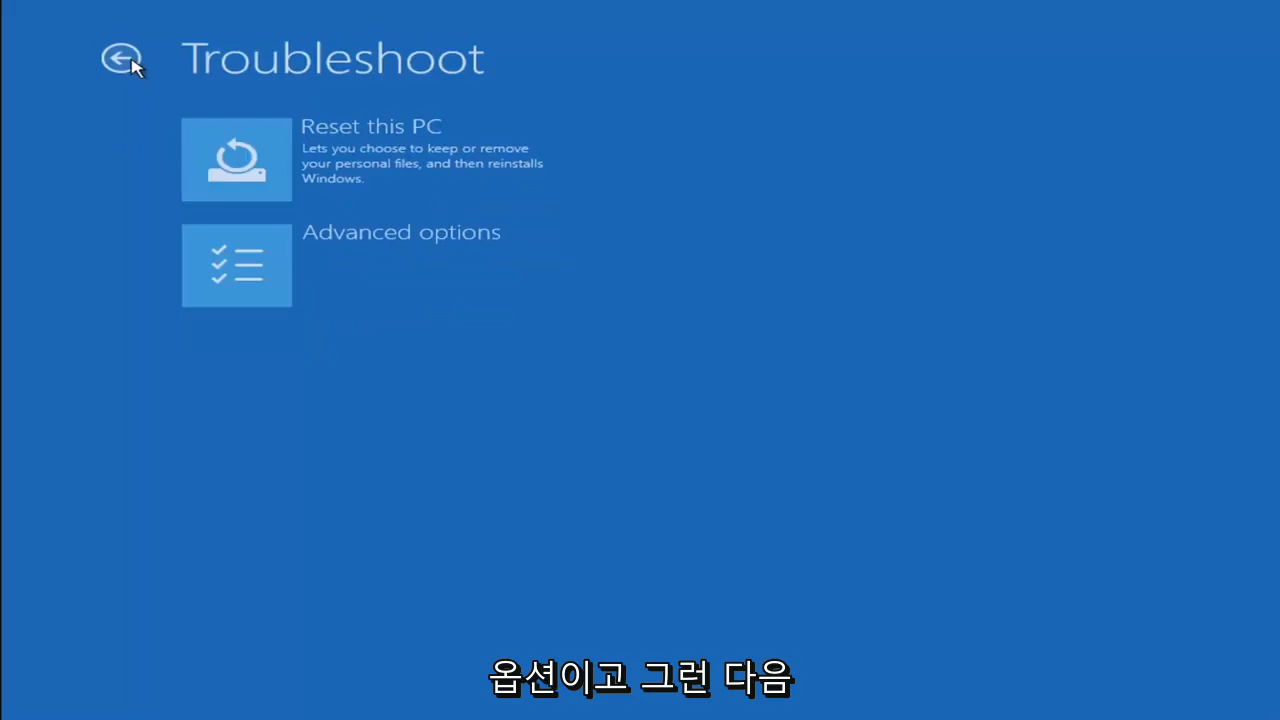 Troubleshoot
Reset this PC
Lets you choose to keep or remove
your personal files, and then reinstalls
Windows.
Advanced options
옵션이고 그런 다음